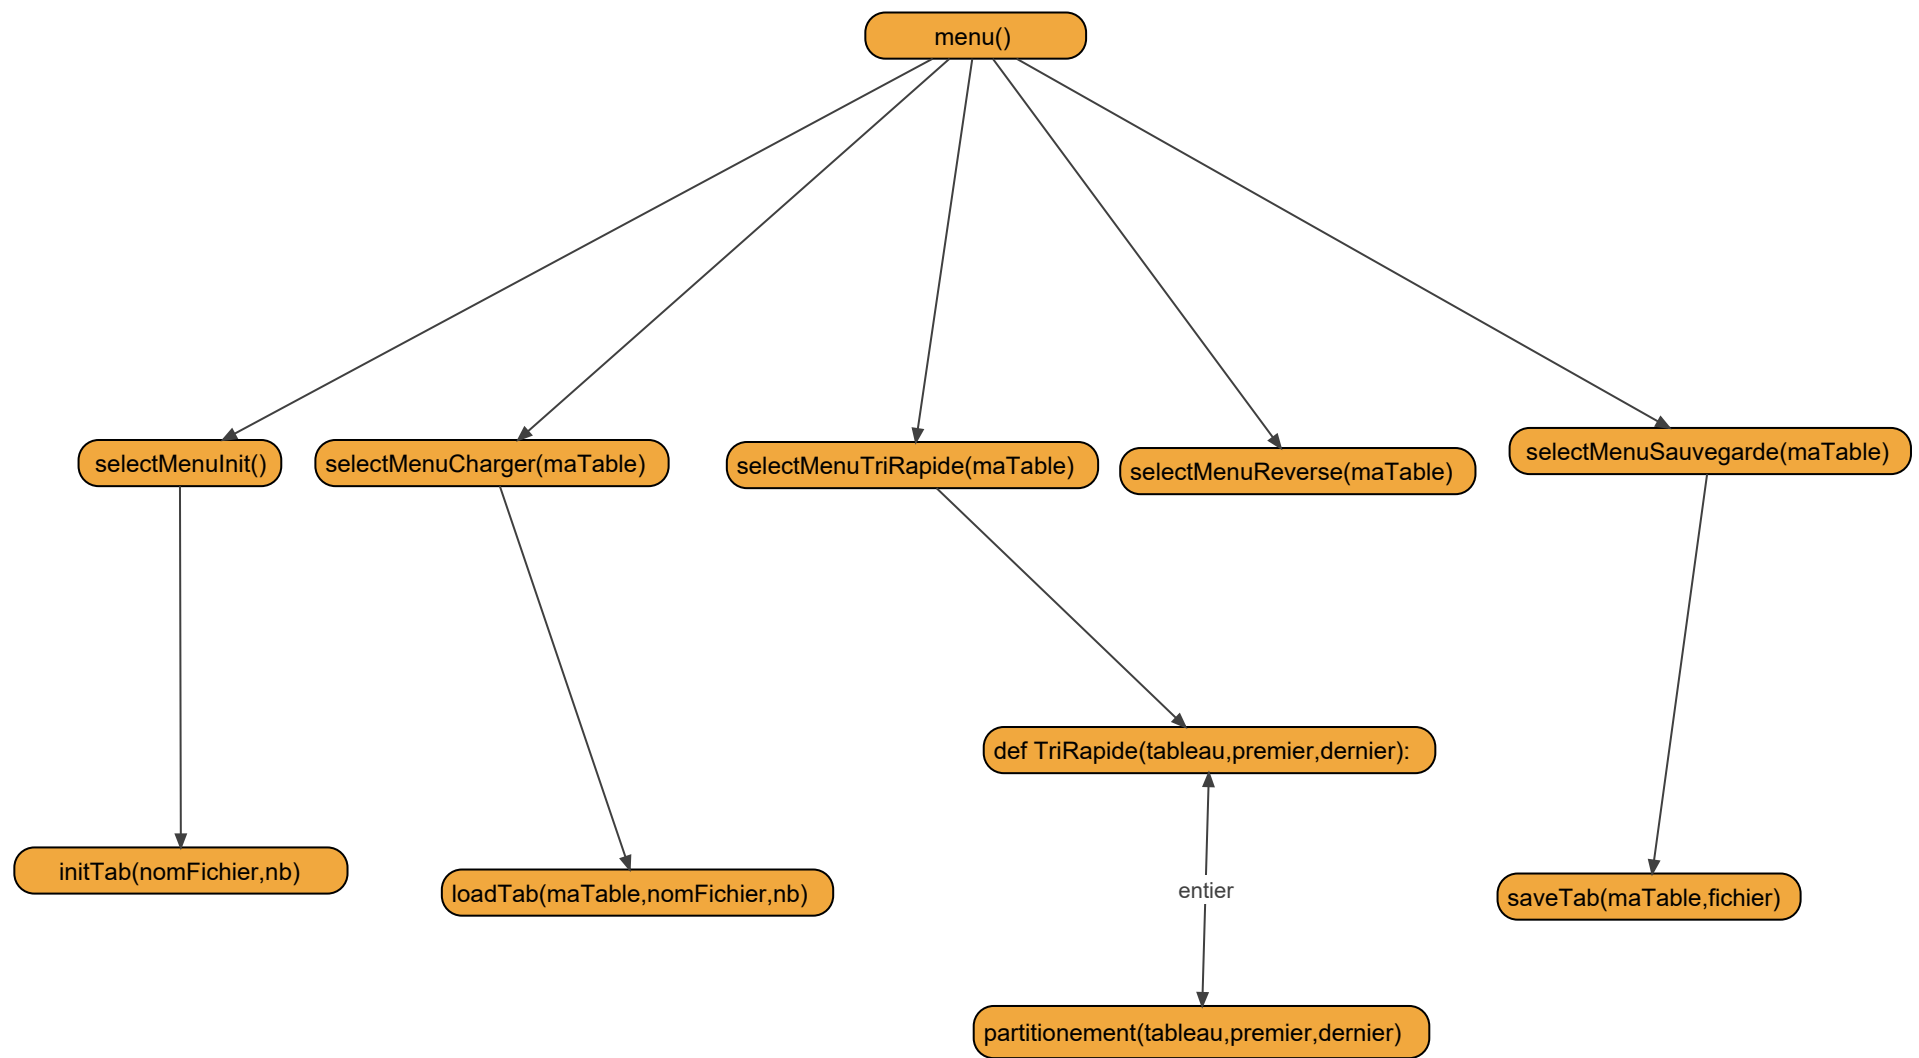 menu()
selectMenuInit()
selectMenuCharger(maTable)
selectMenuTriRapide(maTable)
selectMenuReverse(maTable)
selectMenuSauvegarde(maTable)
def TriRapide(tableau,premier,dernier):
initTab(nomFichier,nb)
loadTab(maTable,nomFichier,nb)
entier
saveTab(maTable,fichier)
partitionement(tableau,premier,dernier)